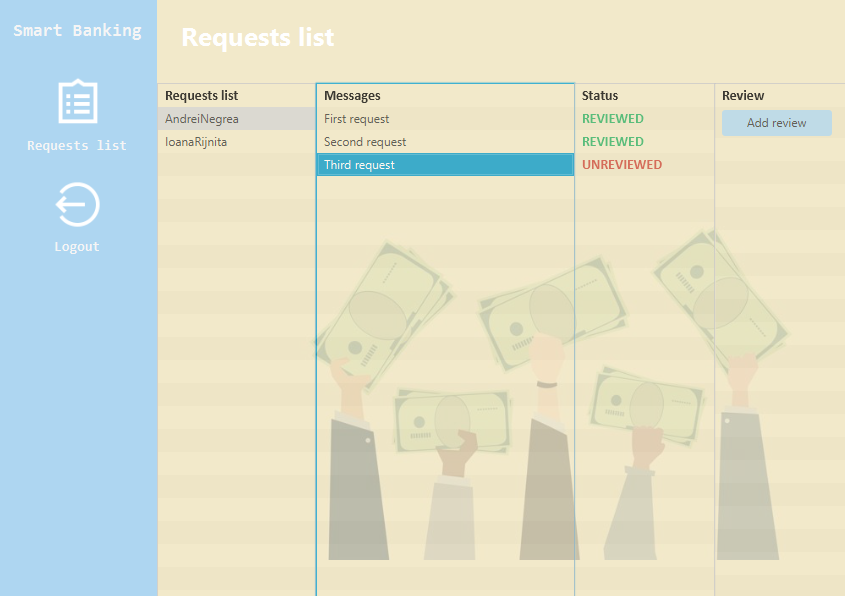 Smart Banking
Requests list
Logout
Requests list
Requests list Messages Status Review
AndreiNegrea First request REVIEWED Add review
IoanaRijnita Second request REVIEWED
Third request UNREVIEWED